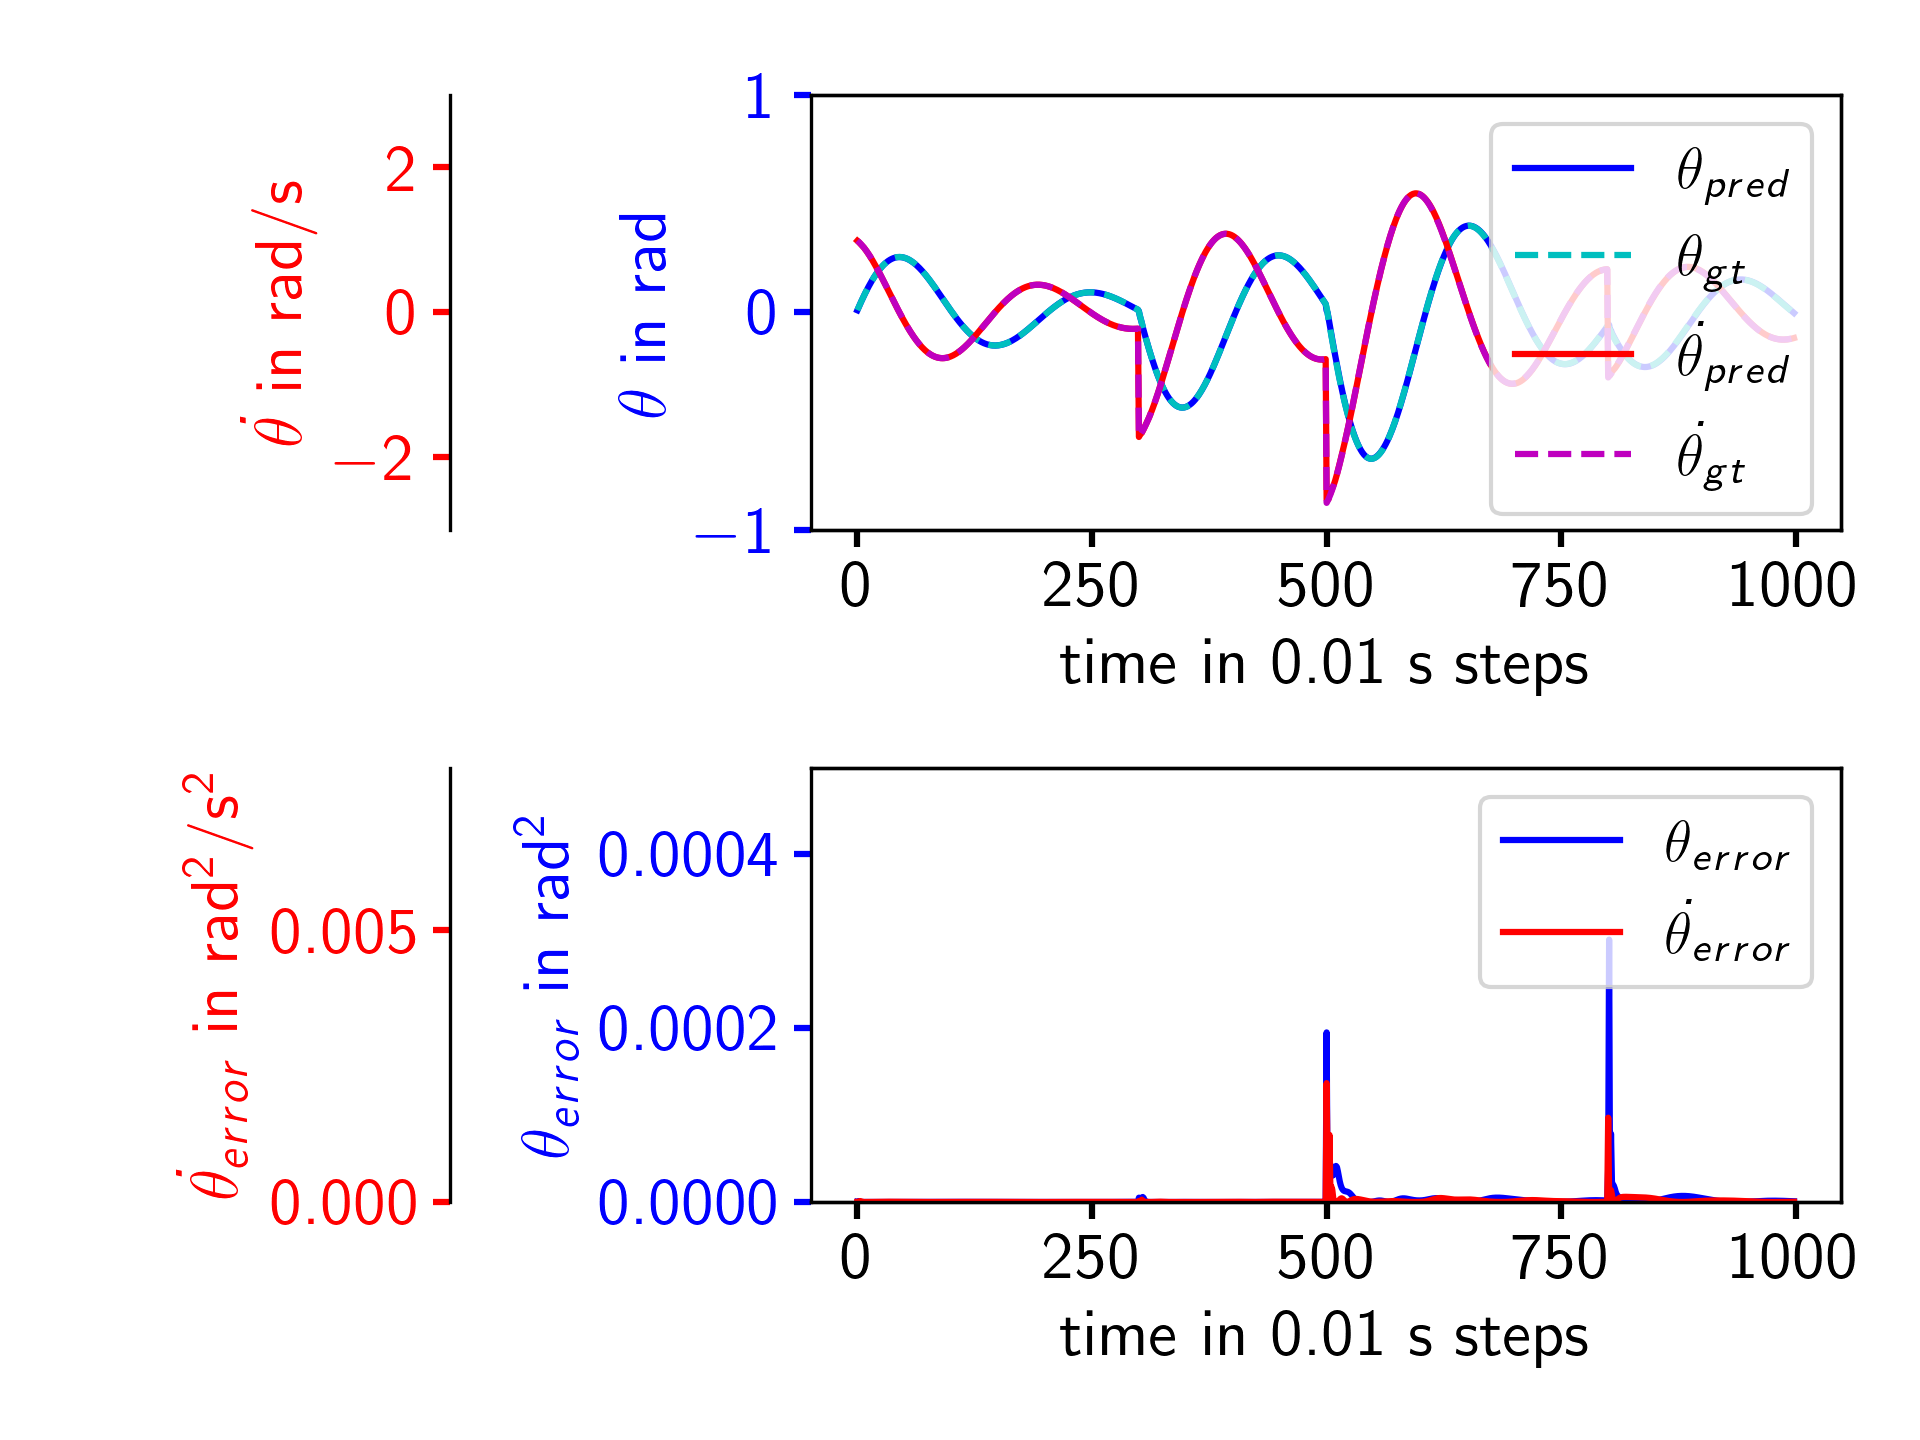 θ̇ in rad/s
2
0
−2
θ in rad
1
0
−1
θ_pred
θ_gt
θ̇_pred
θ̇_gt
0 250 500 750 1000
time in 0.01 s steps
θ̇_error in rad²/s²
0.005
0.000
θ_error in rad²
0.0004
0.0002
0.0000
θ_error
θ̇_error
0 250 500 750 1000
time in 0.01 s steps